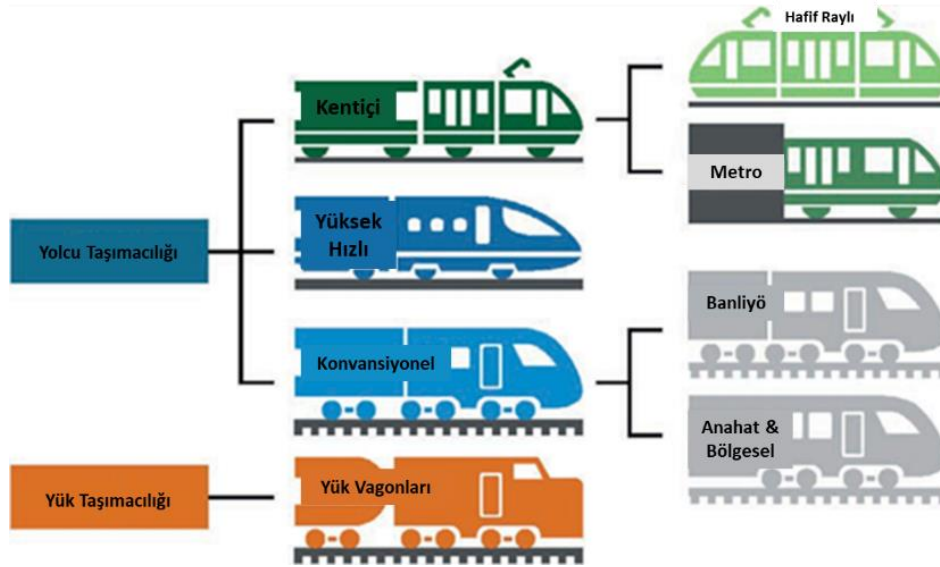 Hafif Raylı
Kentiçi
Metro
Yüksek
Hızlı
Yolcu Taşımacılığı
Banliyö
Konvansiyonel
Anahat &
Bölgesel
Yük Taşımacılığı
Yük Vagonları